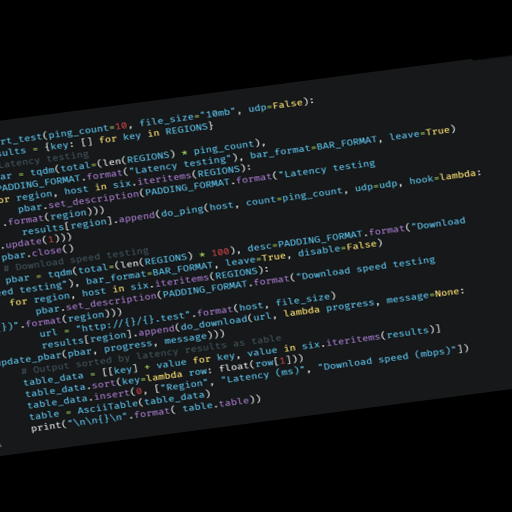 rt_test(ping_count=10, file_size="10mb", udp=False):
ults = {key: [] for key in REGIONS}
Latency testing
ar = tqdm(total=(len(REGIONS) * ping_count),
PADDING_FORMAT.format("Latency testing"), bar_format=BAR_FORMAT, leave=True)
or region, host in six.iteritems(REGIONS):
pbar.set_description(PADDING_FORMAT.format("Latency testing
.format(region)))
results[region].append(do_ping(host, count=ping_count, udp=udp, hook=lambda:
.update(1)))
pbar.close()
# Download speed testing
pbar = tqdm(total=(len(REGIONS) * 100), desc=PADDING_FORMAT.format("Download
ed testing"), bar_format=BAR_FORMAT, leave=True, disable=False)
for region, host in six.iteritems(REGIONS):
pbar.set_description(PADDING_FORMAT.format("Download speed testing
})".format(region)))
url = "http://{}/{}.test".format(host, file_size)
results[region].append(do_download(url, lambda progress, message=None:
update_pbar(pbar, progress, message)))
# Output sorted by latency results as table
table_data = [[key] + value for key, value in six.iteritems(results)]
table_data.sort(key=lambda row: float(row[1]))
table_data.insert(0, ["Region", "Latency (ms)", "Download speed (mbps)"])
table = AsciiTable(table_data)
print("\n\n{}\n".format( table.table))